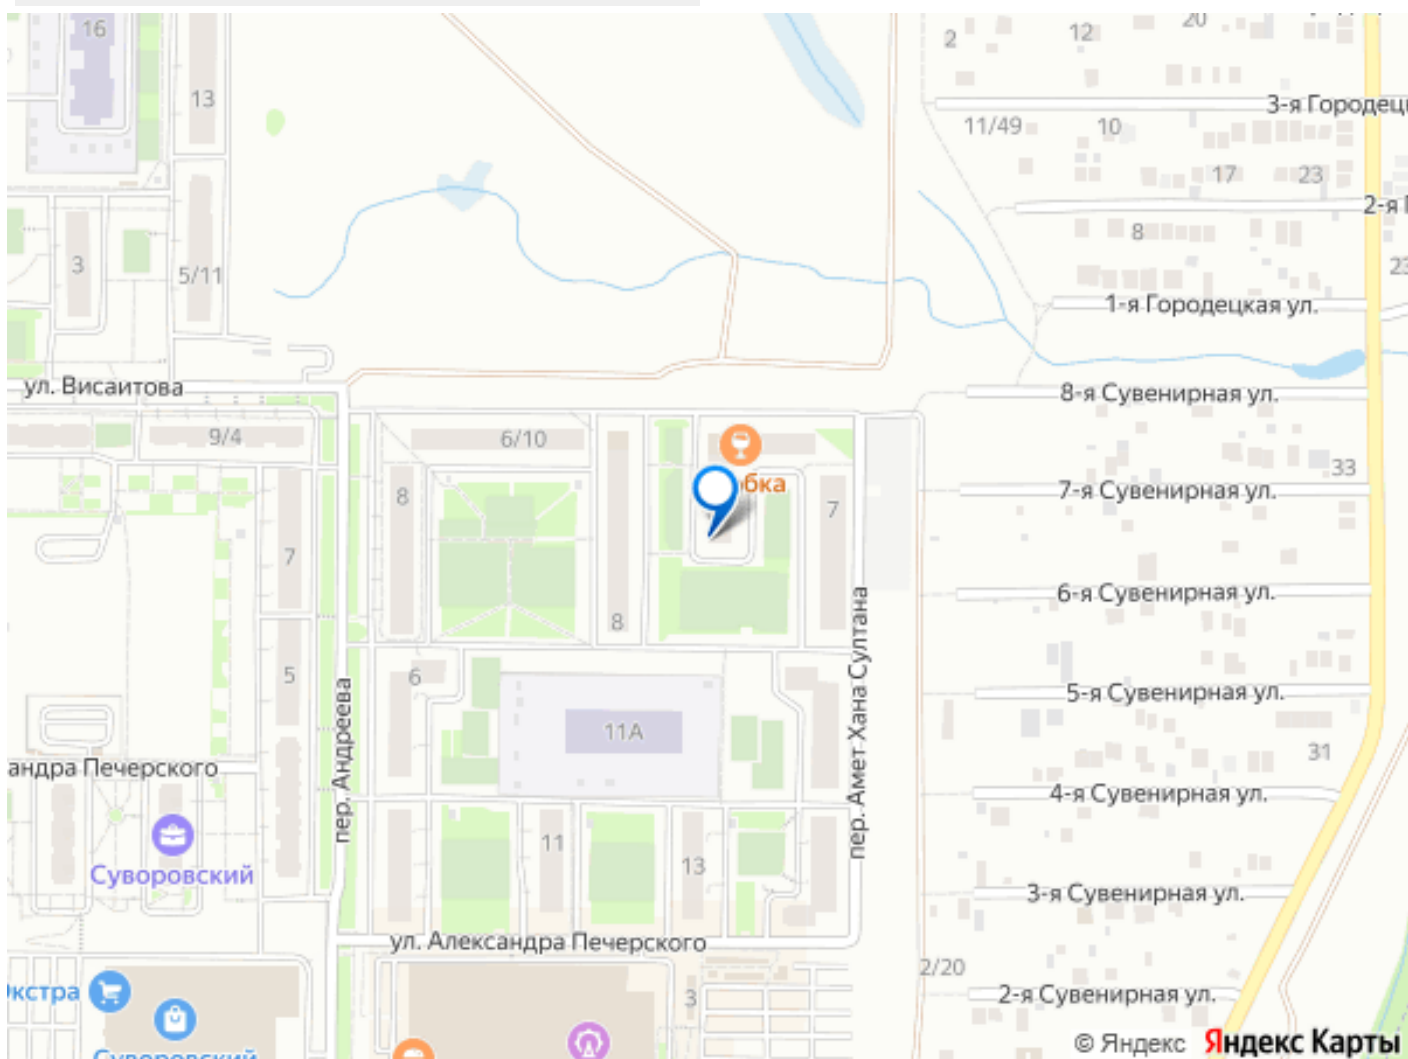 16
2
12
20
13
3-я Городец
11/49
10
17
23
2-я
8
23
3
5/11
1-я Городецкая ул.
ул. Висаитова
8-я Сувенирная ул.
9/4
6/10
33
8
бка
7
7-я Сувенирная ул.
7
6-я Сувенирная ул.
8
пер. Амет Хана Султана
5
6
5-я Сувенирная ул.
пер. Андреева
11А
31
андра Печерского
4-я Сувенирная ул.
11
13
Суворовский
3-я Сувенирная ул.
ул. Александра Печерского
2/20
Экстра
3
2-я Сувенирная ул.
© Яндекс Яндекс Карты
Суворовский